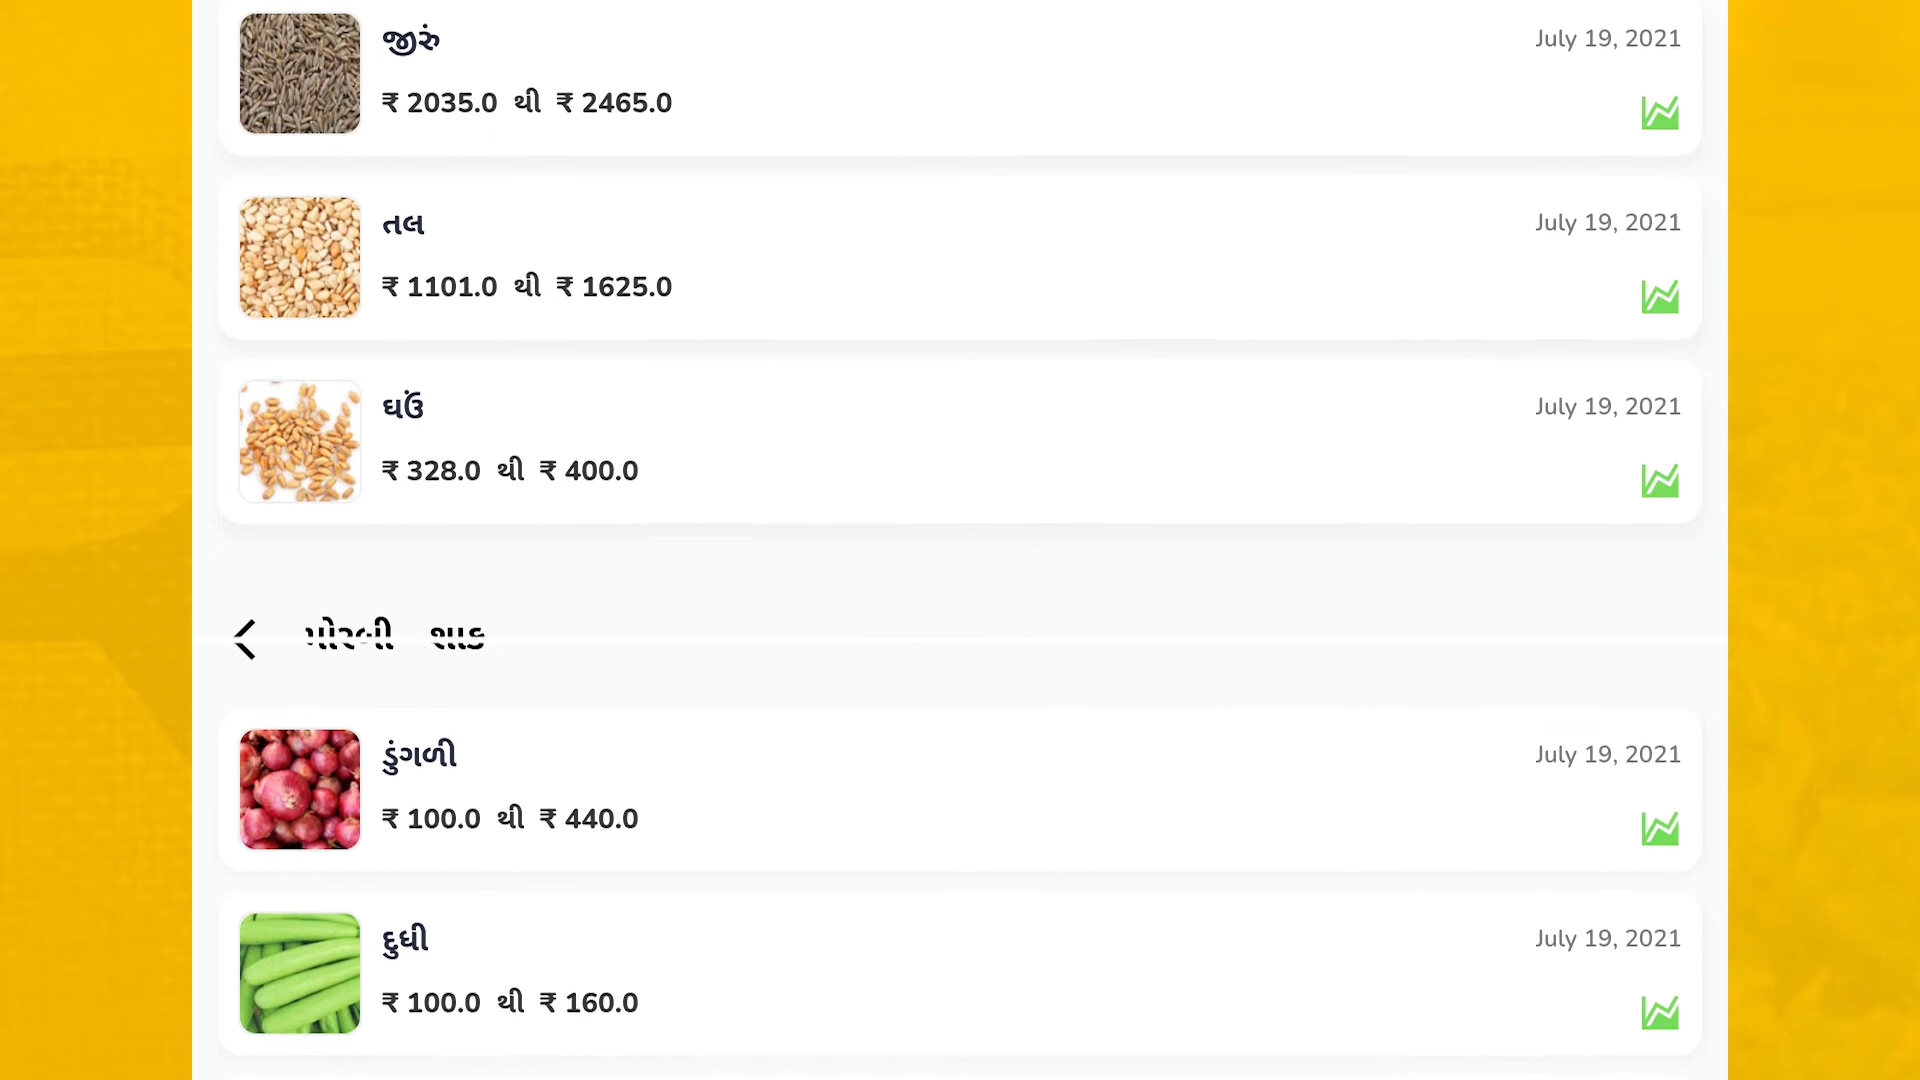 જીરું
July 19, 2021
₹ 2035.0 થી ₹ 2465.0
તલ
July 19, 2021
₹ 1101.0 થી ₹ 1625.0
ઘઉં
July 19, 2021
₹ 328.0 થી ₹ 400.0
મોરબી શાક
ડુંગળી
July 19, 2021
₹ 100.0 થી ₹ 440.0
દુધી
July 19, 2021
₹ 100.0 થી ₹ 160.0